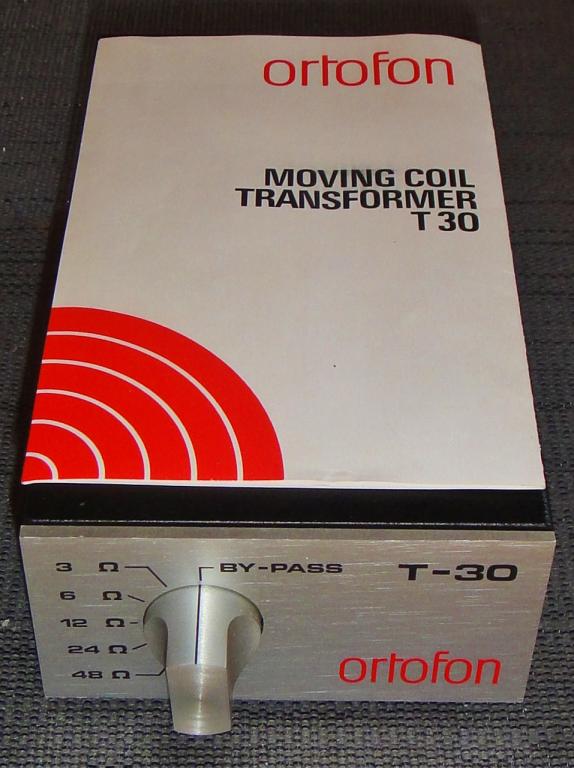 ortofon
MOVING COIL
TRANSFORMER
T 30
3 Ω
BY-PASS
T-30
6 Ω
12 Ω
24 Ω
48 Ω
ortofon